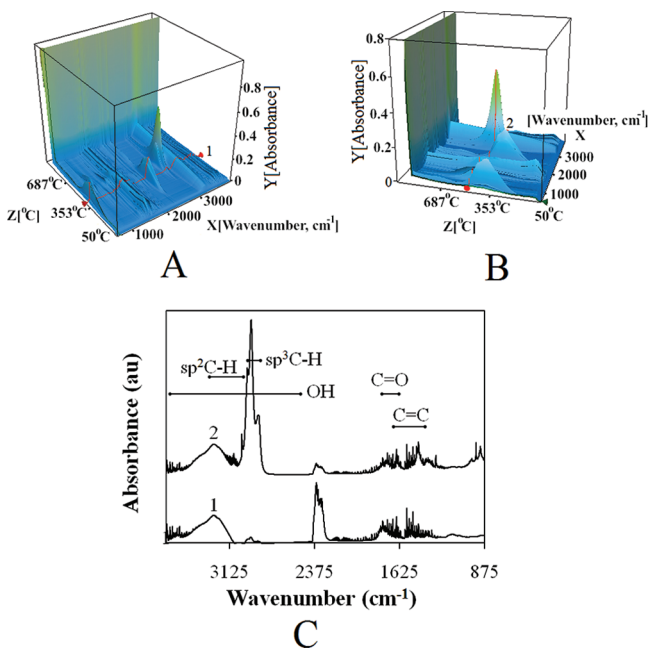 0.8
0.6
0.4
0.2
0
Y[Absorbance]
1
687°C
353°C
50°C
Z[°C]
1000
2000
3000
X[Wavenumber, cm-1]
A
0.8
0.6
0.4
0.2
0
Y[Absorbance]
2
[Wavenumber, cm-1]
X
3000
2000
1000
687°C
353°C
50°C
Z[°C]
B
Absorbance (au)
sp2C-H
sp3C-H
OH
C=O
C=C
2
1
3125
2375
1625
875
Wavenumber (cm-1)
C